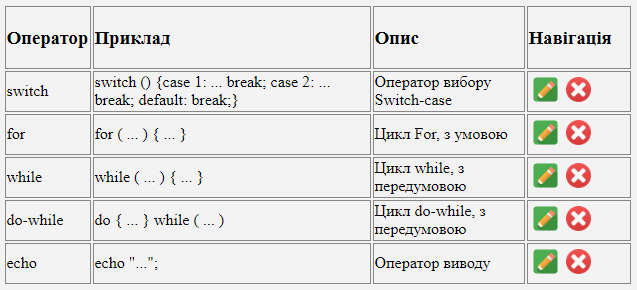 Оператор Приклад Опис Навігація
switch
switch () {case 1: ... break; case 2: ...
break; default: break;}
Оператор вибору
Switch-case
for
for ( ... ) { ... }
Цикл For, з умовою
while
while ( ... ) { ... }
Цикл while, з
передумовою
do-while
do { ... } while ( ... )
Цикл do-while, з
передумовою
echo
echo "...";
Оператор виводу